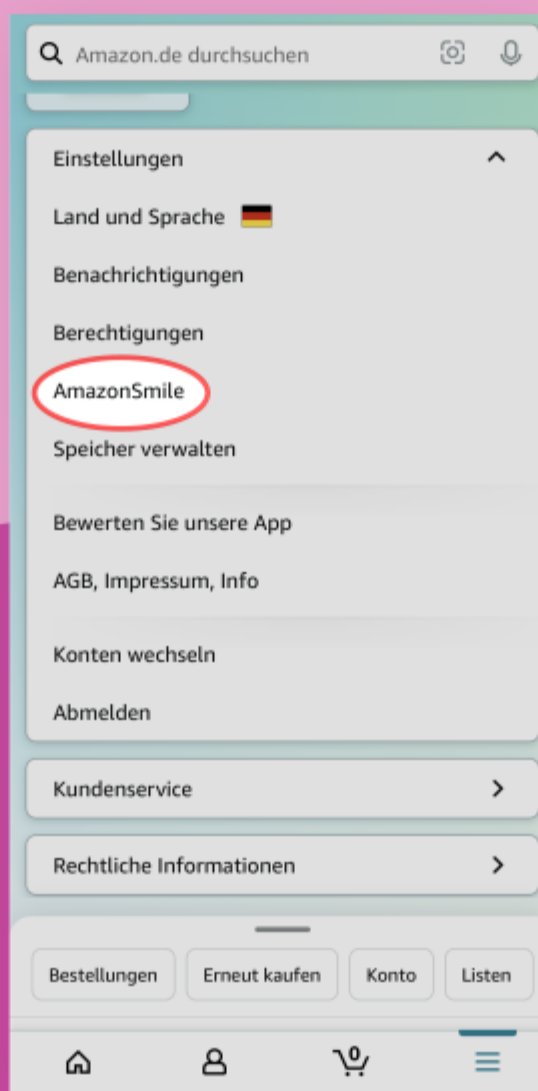 Amazon.de durchsuchen
Einstellungen
Land und Sprache
Benachrichtigungen
Berechtigungen
AmazonSmile
Speicher verwalten
Bewerten Sie unsere App
AGB, Impressum, Info
Konten wechseln
Abmelden
Kundenservice
Rechtliche Informationen
Bestellungen Erneut kaufen Konto Listen
0